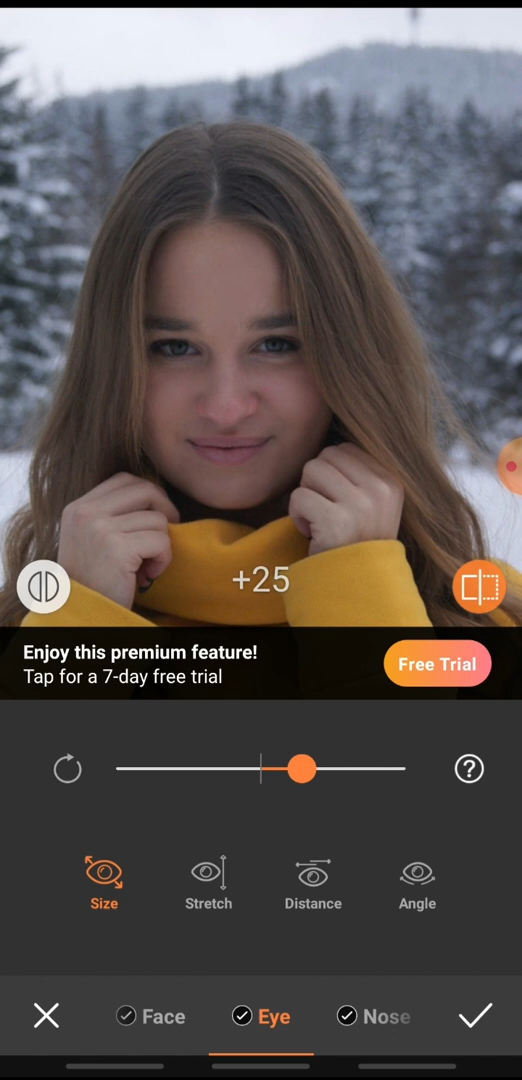 +25
Enjoy this premium feature!
Tap for a 7-day free trial
Free Trial
Size
Stretch
Distance
Angle
Face
Eye
Nose